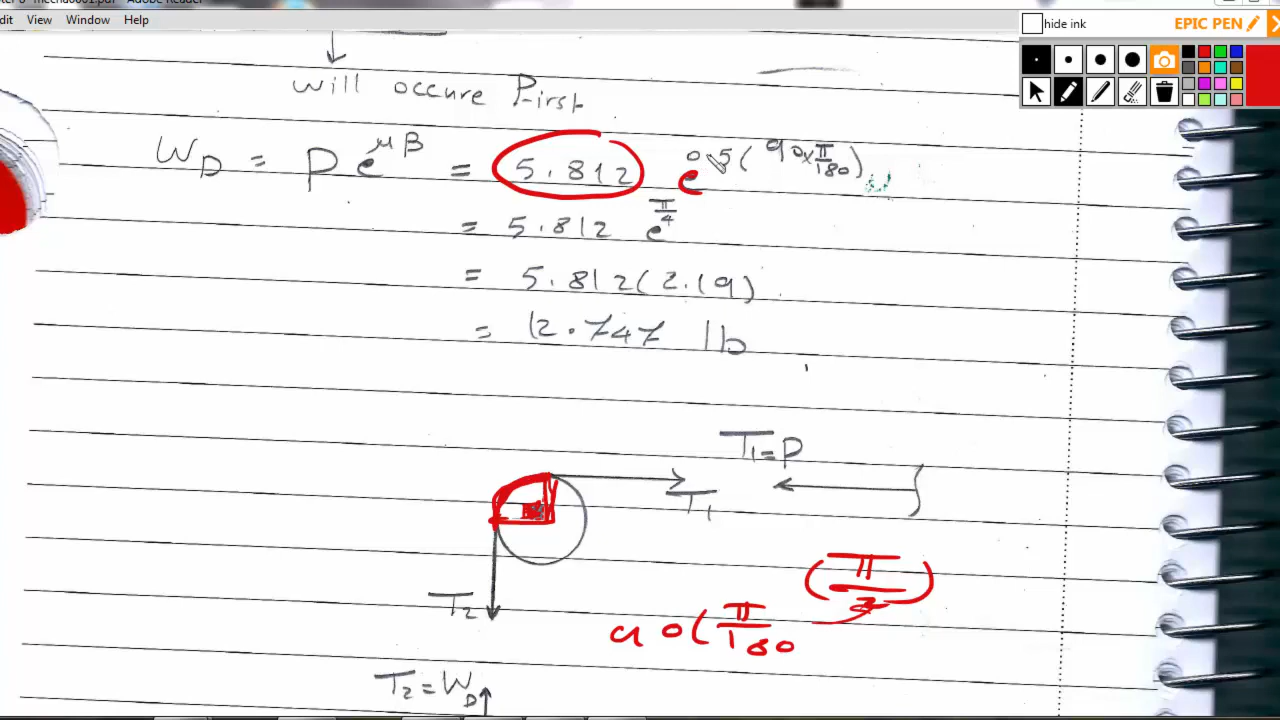 dit View Window Help
hide ink EPIC PEN
will occure First
W_D = P e^{μβ} = 5.812 e^{0.5(90×π/180)}
= 5.812 e^{π/4}
= 5.812(2.19)
= 12.747 lb
T₁=P
T₁
(π/2)
T₂
90(π/180
T₂=W_D